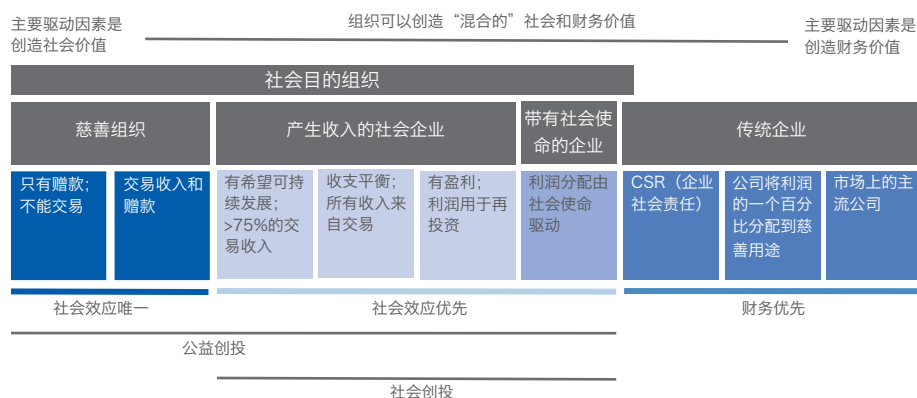 主要驱动因素是
创造社会价值
组织可以创造“混合的”社会和财务价值
主要驱动因素是
创造财务价值
社会目的组织
慈善组织
产生收入的社会企业
带有社会使
命的企业
传统企业
只有赠款；
不能交易
交易收入和
赠款
有希望可持
续发展；
>75%的交
易收入
收支平衡；
所有收入来
自交易
有盈利；
利润用于再
投资
利润分配由
社会使命
驱动
CSR（企业
社会责任）
公司将利润
的一个百分
比分配到慈
善用途
市场上的主
流公司
社会效应唯一
社会效应优先
财务优先
公益创投
社会创投